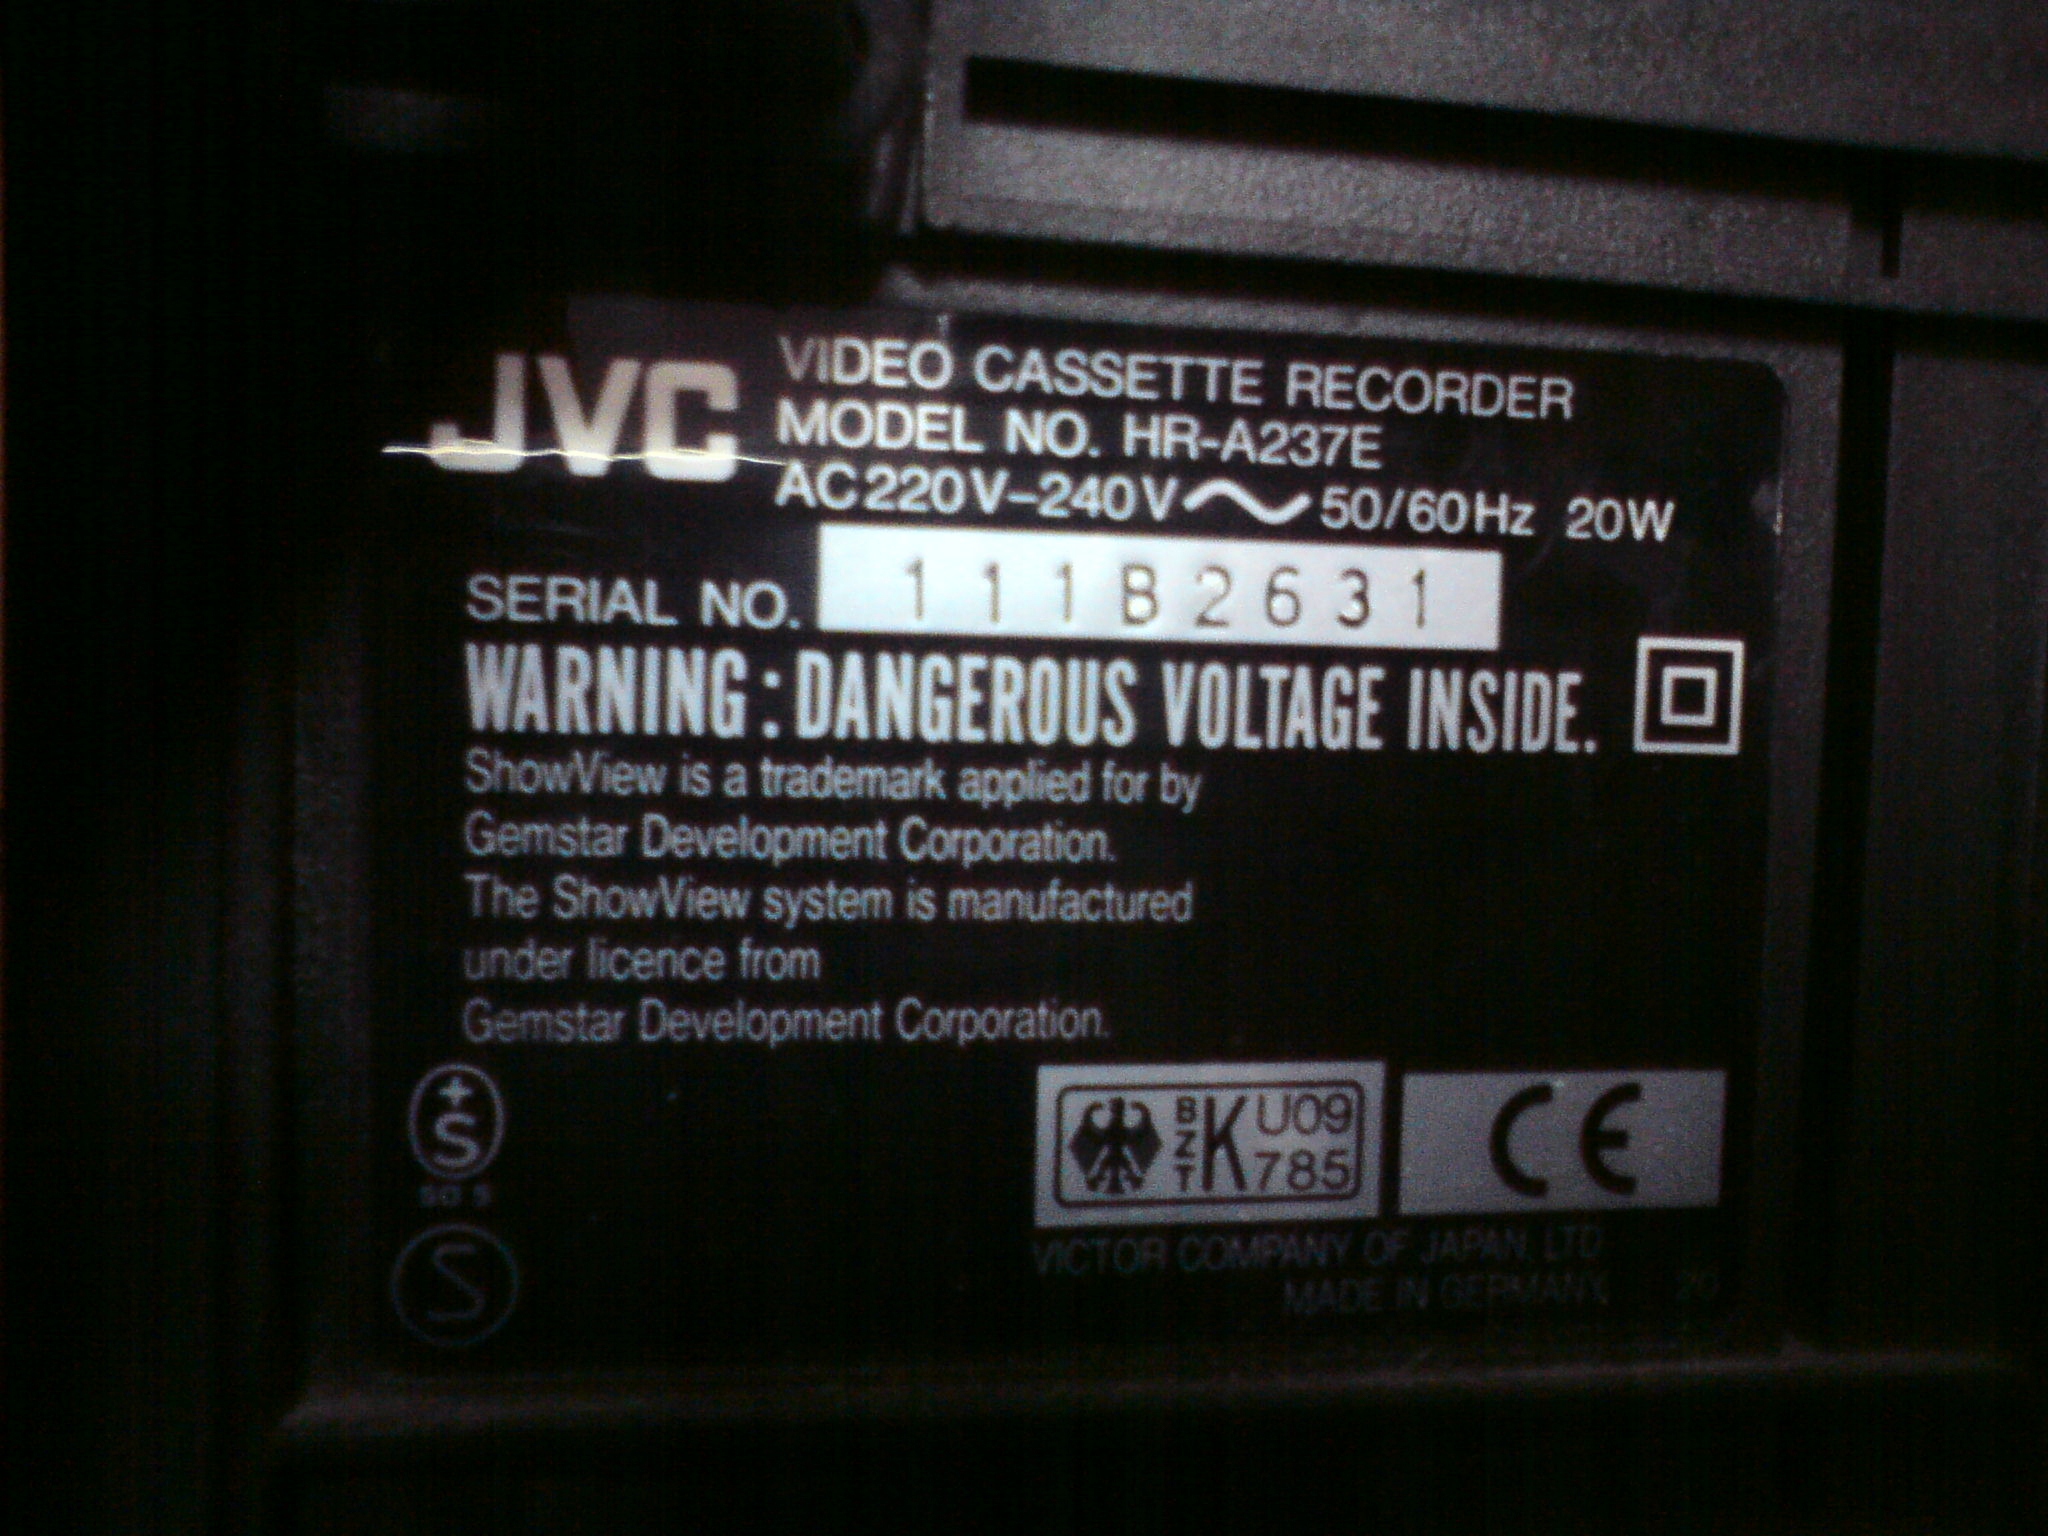 JVC
VIDEO CASSETTE RECORDER
MODEL NO. HR-A237E
AC 220V-240V~ 50/60Hz 20W
SERIAL NO. 111B2631
WARNING : DANGEROUS VOLTAGE INSIDE.
ShowView is a trademark applied for by
Gemstar Development Corporation.
The ShowView system is manufactured
under licence from
Gemstar Development Corporation.
+S
S
BZT K U09
785
CE
VICTOR COMPANY OF JAPAN, LTD
MADE IN GERMANY